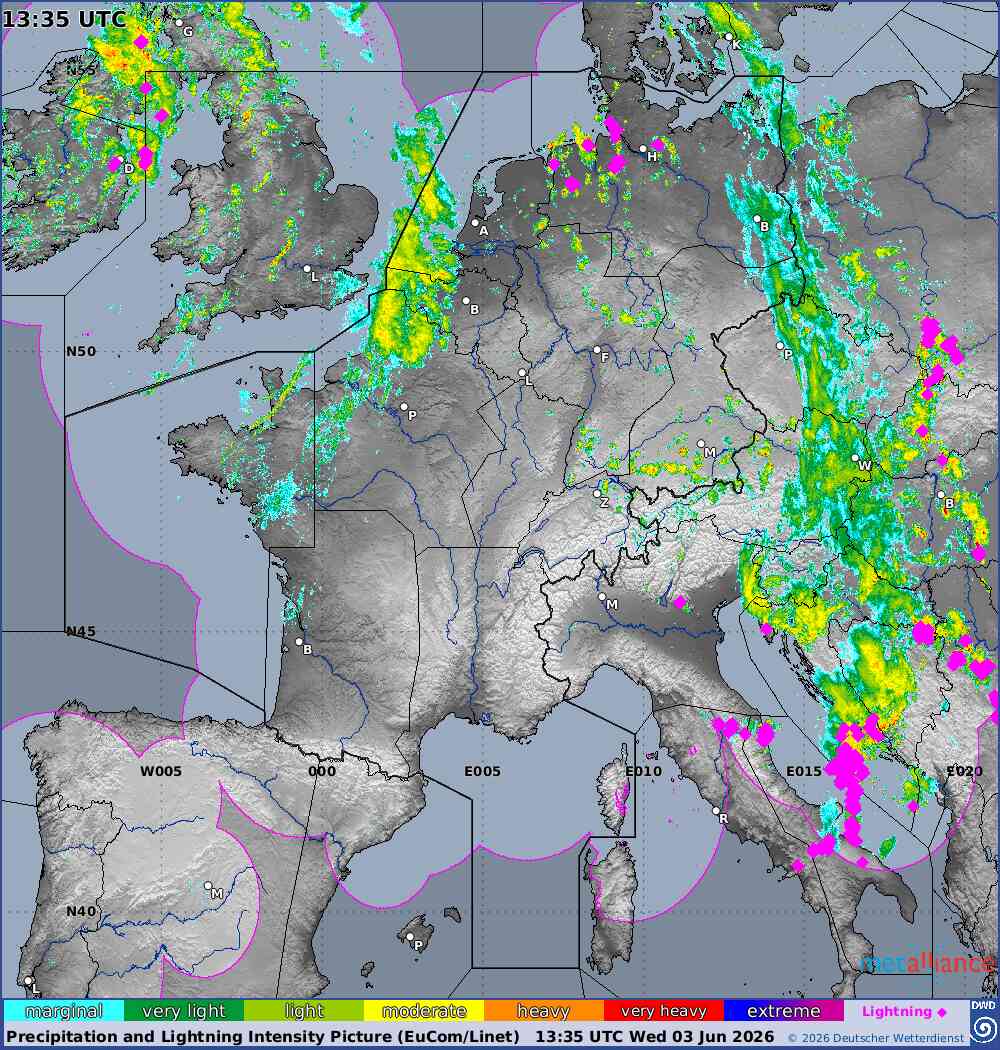 13:35 UTC
G
K
N55
H
D
B
A
L
B
N50
P
F
L
P
M
W
Z
B
M
N45
B
W005
000
E005
E010
E015
E020
R
M
N40
P
metalliance
L
marginal very light light moderate heavy very heavy extreme Lightning
DWD
Precipitation and Lightning Intensity Picture (EuCom/Linet) 13:35 UTC Wed 03 Jun 2026 © 2026 Deutscher Wetterdienst